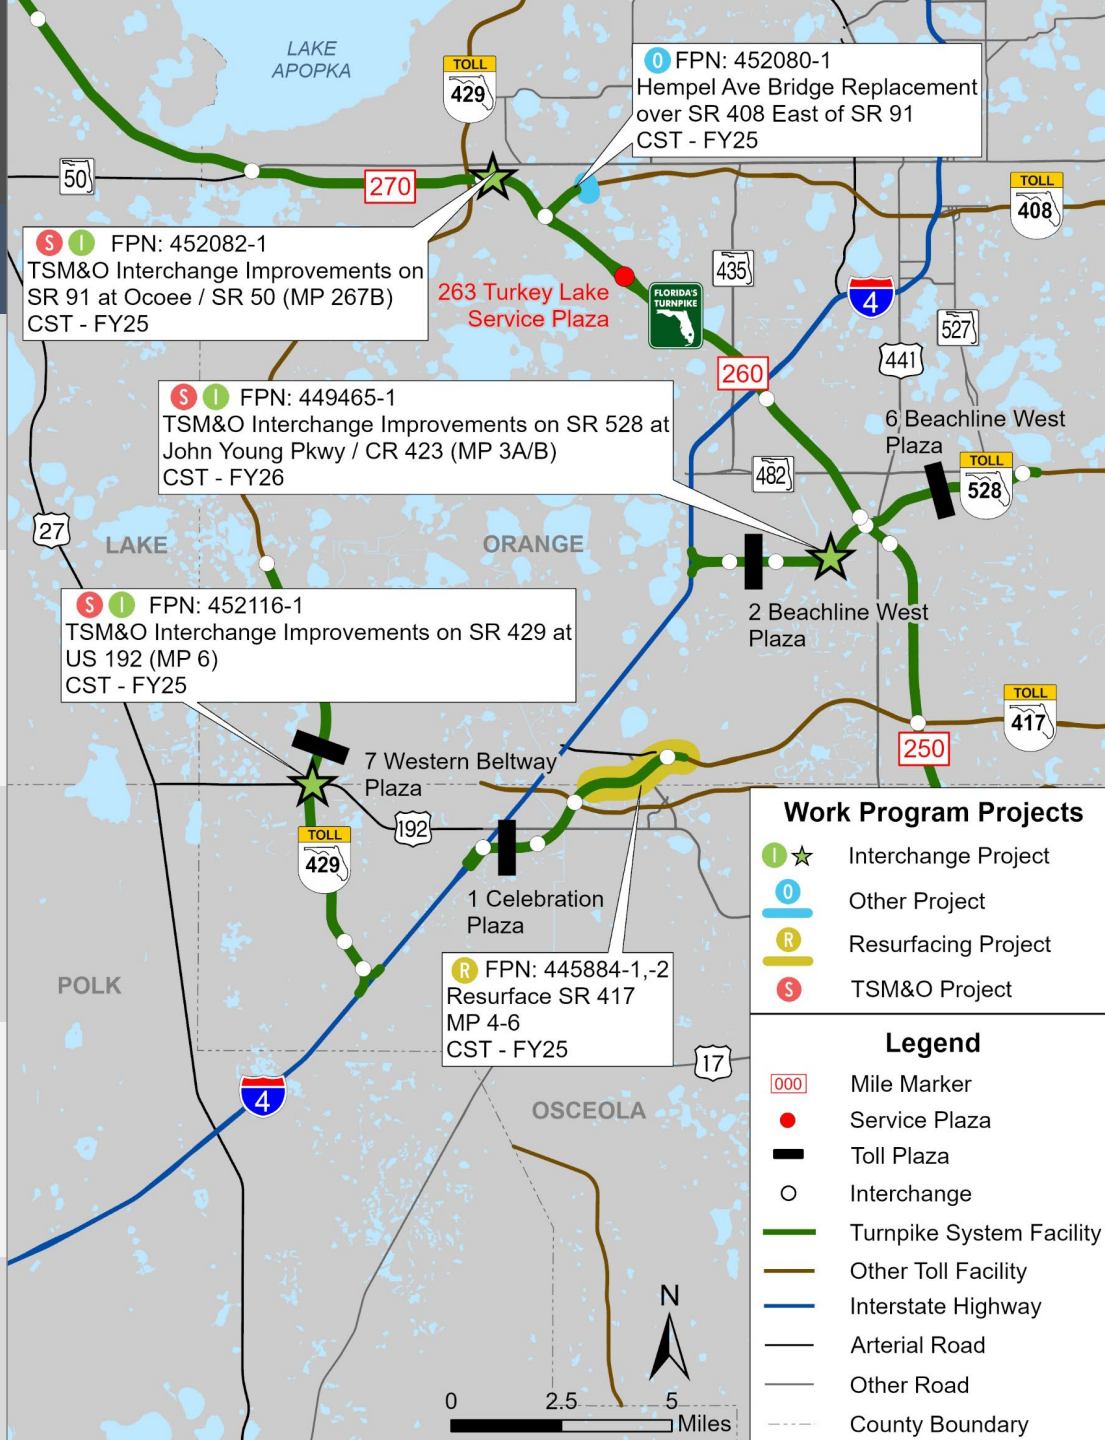 LAKE
APOPKA
TOLL
429
O FPN: 452080-1
Hempel Ave Bridge Replacement
over SR 408 East of SR 91
CST - FY25
50
270
TOLL
408
S I FPN: 452082-1
TSM&O Interchange Improvements on
SR 91 at Ocoee / SR 50 (MP 267B)
CST - FY25
263 Turkey Lake
Service Plaza
FLORIDA'S
TURNPIKE
435
4
527
441
260
S I FPN: 449465-1
TSM&O Interchange Improvements on SR 528 at
John Young Pkwy / CR 423 (MP 3A/B)
CST - FY26
6 Beachline West
Plaza
482
TOLL
528
27
LAKE
ORANGE
2 Beachline West
Plaza
S I FPN: 452116-1
TSM&O Interchange Improvements on SR 429 at
US 192 (MP 6)
CST - FY25
TOLL
417
250
7 Western Beltway
Plaza
192
TOLL
429
1 Celebration
Plaza
R FPN: 445884-1,-2
Resurface SR 417
MP 4-6
CST - FY25
POLK
17
4
OSCEOLA
N
0 2.5 5
Miles
Work Program Projects
I Interchange Project
O Other Project
R Resurfacing Project
S TSM&O Project
Legend
000 Mile Marker
Service Plaza
Toll Plaza
Interchange
Turnpike System Facility
Other Toll Facility
Interstate Highway
Arterial Road
Other Road
County Boundary